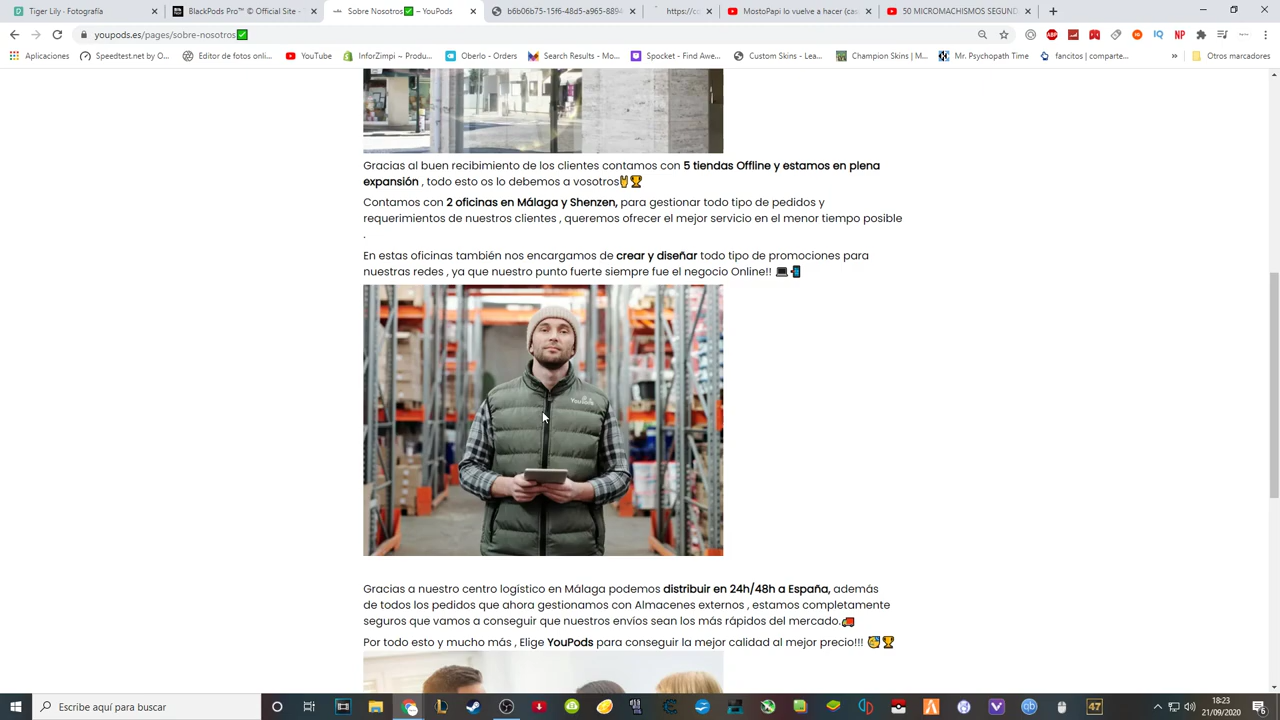 Tiger Lily - Fotografía
BlackPods Pro™ © Official Site -
Sobre Nosotros✅ – YouPods
b6b06b75-15f6-48d5-a965-8894
https://co
MostoPapi lo vuelve a hacer (cas
50 MICROMACHISMOS SEGUND
youpods.es/pages/sobre-nosotros✅
Aplicaciones
Speedtest.net by O...
Editor de fotos onli...
YouTube
InforZimpi ~ Produ...
Oberlo - Orders
Search Results - Mo...
Spocket - Find Awe...
Custom Skins - Lea...
Champion Skins | M...
Mr. Psychopath Time
fancitos | comparte...
»
Otros marcadores
Gracias al buen recibimiento de los clientes contamos con 5 tiendas Offline y estamos en plena
expansión , todo esto os lo debemos a vosotros🤘🏆
Contamos con 2 oficinas en Málaga y Shenzen, para gestionar todo tipo de pedidos y
requerimientos de nuestros clientes , queremos ofrecer el mejor servicio en el menor tiempo posible
.
En estas oficinas también nos encargamos de crear y diseñar todo tipo de promociones para
nuestras redes , ya que nuestro punto fuerte siempre fue el negocio Online!! 💻📲
YouPods
Gracias a nuestro centro logístico en Málaga podemos distribuir en 24h/48h a España, además
de todos los pedidos que ahora gestionamos con Almacenes externos , estamos completamente
seguros que vamos a conseguir que nuestros envios sean los más rápidos del mercado.🚚
Por todo esto y mucho más , Elige YouPods para conseguir la mejor calidad al mejor precio!!! 🥳🏆
Escribe aquí para buscar
47
18:23
21/09/2020
6